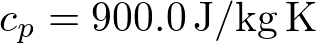 c_p = 900.0 J/kg K